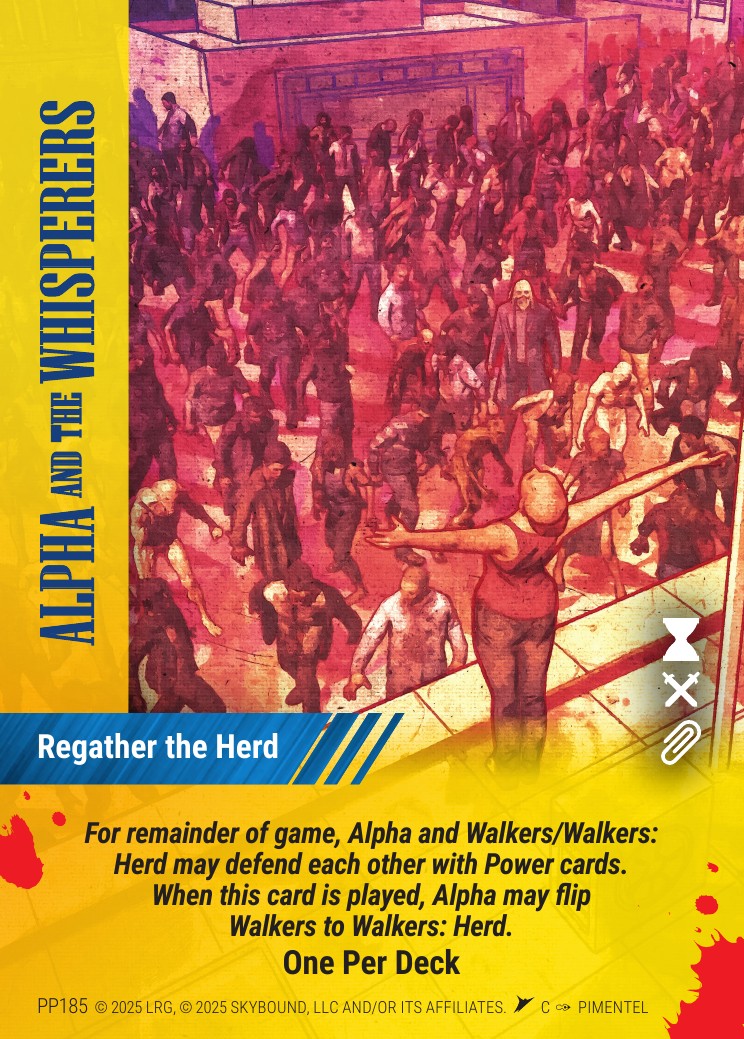 ALPHA AND THE WHISPERERS
Regather the Herd
For remainder of game, Alpha and Walkers/Walkers:
Herd may defend each other with Power cards.
When this card is played, Alpha may flip
Walkers to Walkers: Herd.
One Per Deck
PP185 © 2025 LRG, © 2025 SKYBOUND, LLC AND/OR ITS AFFILIATES. C PIMENTEL